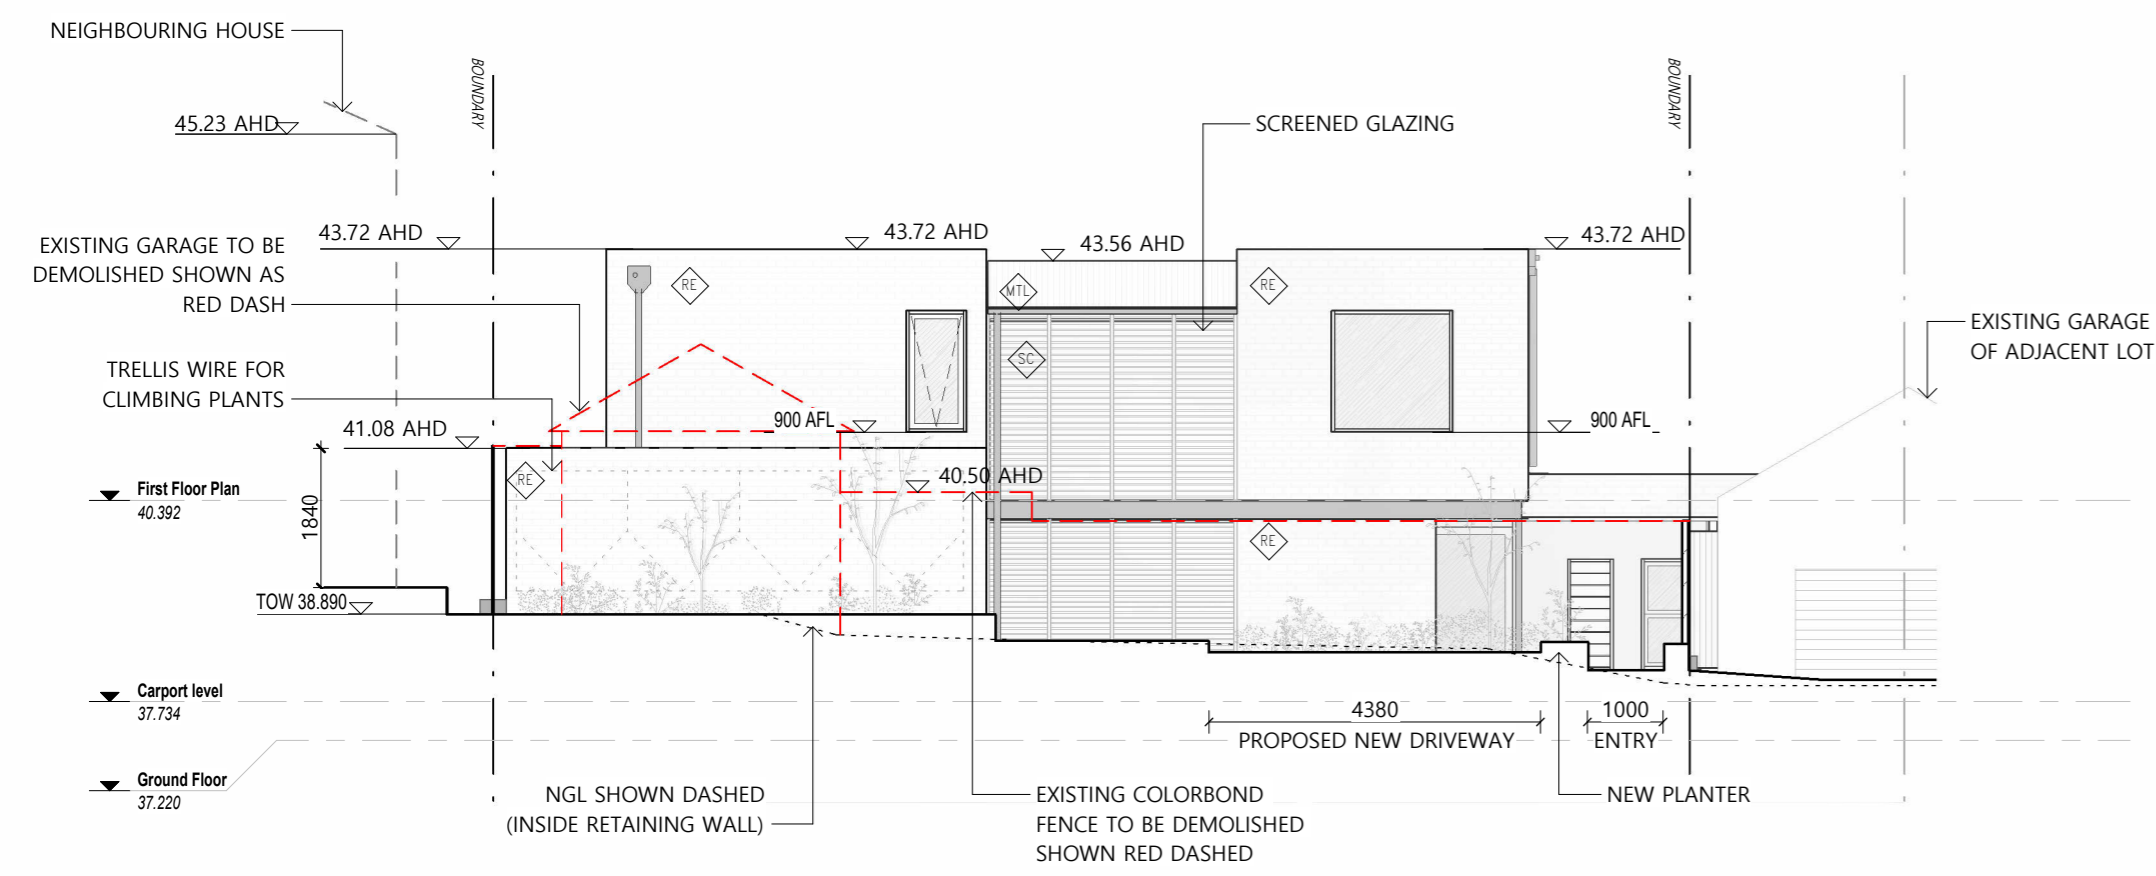 NEIGHBOURING HOUSE
BOUNDARY
BOUNDARY
45.23 AHD
SCREENED GLAZING
43.72 AHD
43.72 AHD
43.56 AHD
43.72 AHD
EXISTING GARAGE TO BE
DEMOLISHED SHOWN AS
RED DASH
RE
MTL
RE
EXISTING GARAGE
OF ADJACENT LOT
SC
TRELLIS WIRE FOR
CLIMBING PLANTS
41.08 AHD
900 AFL
900 AFL
RE
40.50 AHD
First Floor Plan
40.392
1840
RE
TOW 38.890
Carport level
37.734
4380
1000
PROPOSED NEW DRIVEWAY
ENTRY
Ground Floor
37.220
NGL SHOWN DASHED
(INSIDE RETAINING WALL)
EXISTING COLORBOND
FENCE TO BE DEMOLISHED
SHOWN RED DASHED
NEW PLANTER